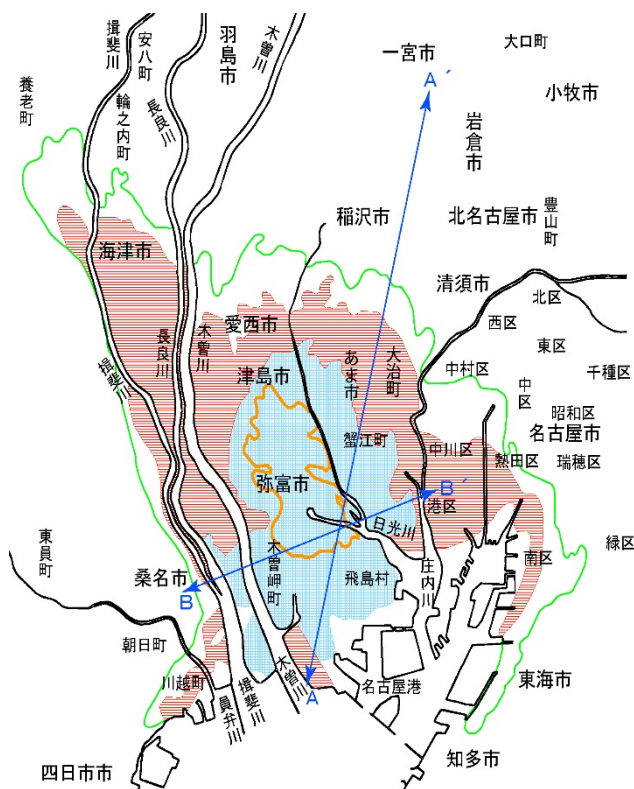 揖斐川
安八町
羽島市
木曽川
一宮市
大口町
A´
養老町
輪之内町
長良川
小牧市
岩倉市
稲沢市
北名古屋市
豊山町
海津市
清須市
北区
西区
愛西市
木曽川
長良川
揖斐川
大治町
あま市
東区
津島市
中村区
千種区
中区
昭和区
蟹江町
中川区
名古屋市
熱田区
瑞穂区
弥富市
B´
港区
日光川
東員町
緑区
南区
桑名市
木曽岬町
庄内川
飛島村
B
朝日町
川越町
木曽川
A
名古屋港
東海市
員弁川
揖斐川
知多市
四日市市